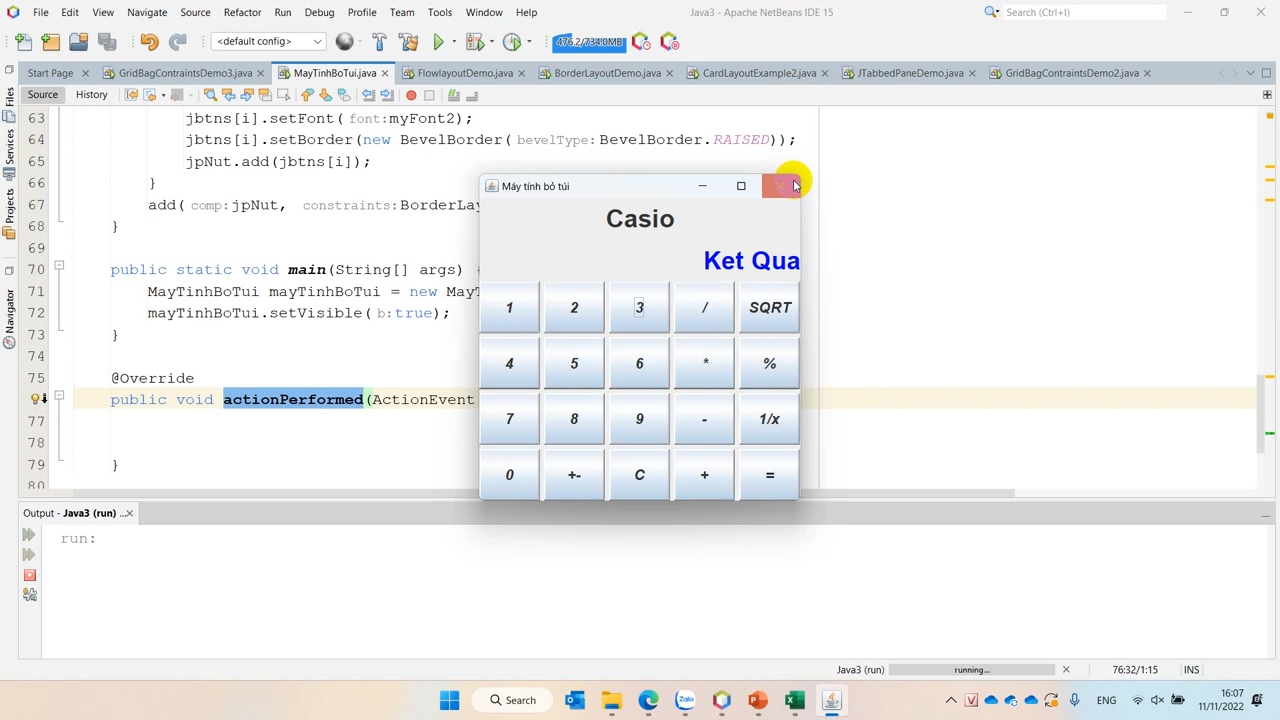 File Edit View Navigate Source Refactor Run Debug Profile Team Tools Window Help
Java3 - Apache NetBeans IDE 15
Search (Ctrl+I)
<default config>
476.2/734.0MB
Start Page
GridBagContraintsDemo3.java
MayTinhBoTui.java
FlowlayoutDemo.java
BorderLayoutDemo.java
CardLayoutExample2.java
JTabbedPaneDemo.java
GridBagContraintsDemo2.java
Source
History
Files
Services
Projects
Navigator
63 jbtns[i].setFont( font:myFont2);
64 jbtns[i].setBorder(new BevelBorder( bevelType: BevelBorder.RAISED));
65 jpNut.add(jbtns[i]);
66 }
67 add( comp:jpNut, constraints:BorderLay
68 }
69
70 public static void main(String[] args) {
71 MayTinhBoTui mayTinhBoTui = new MayT
72 mayTinhBoTui.setVisible( b:true);
73 }
74
75 @Override
public void actionPerformed(ActionEvent
77
78
79 }
80
Máy tính bỏ túi
Casio
Ket Qua
1 2 3 / SQRT
4 5 6 * %
7 8 9 - 1/x
0 +- C + =
Output - Java3 (run) ...
run:
Java3 (run)
running...
76:32/1:15
INS
Search
ENG
16:07
11/11/2022